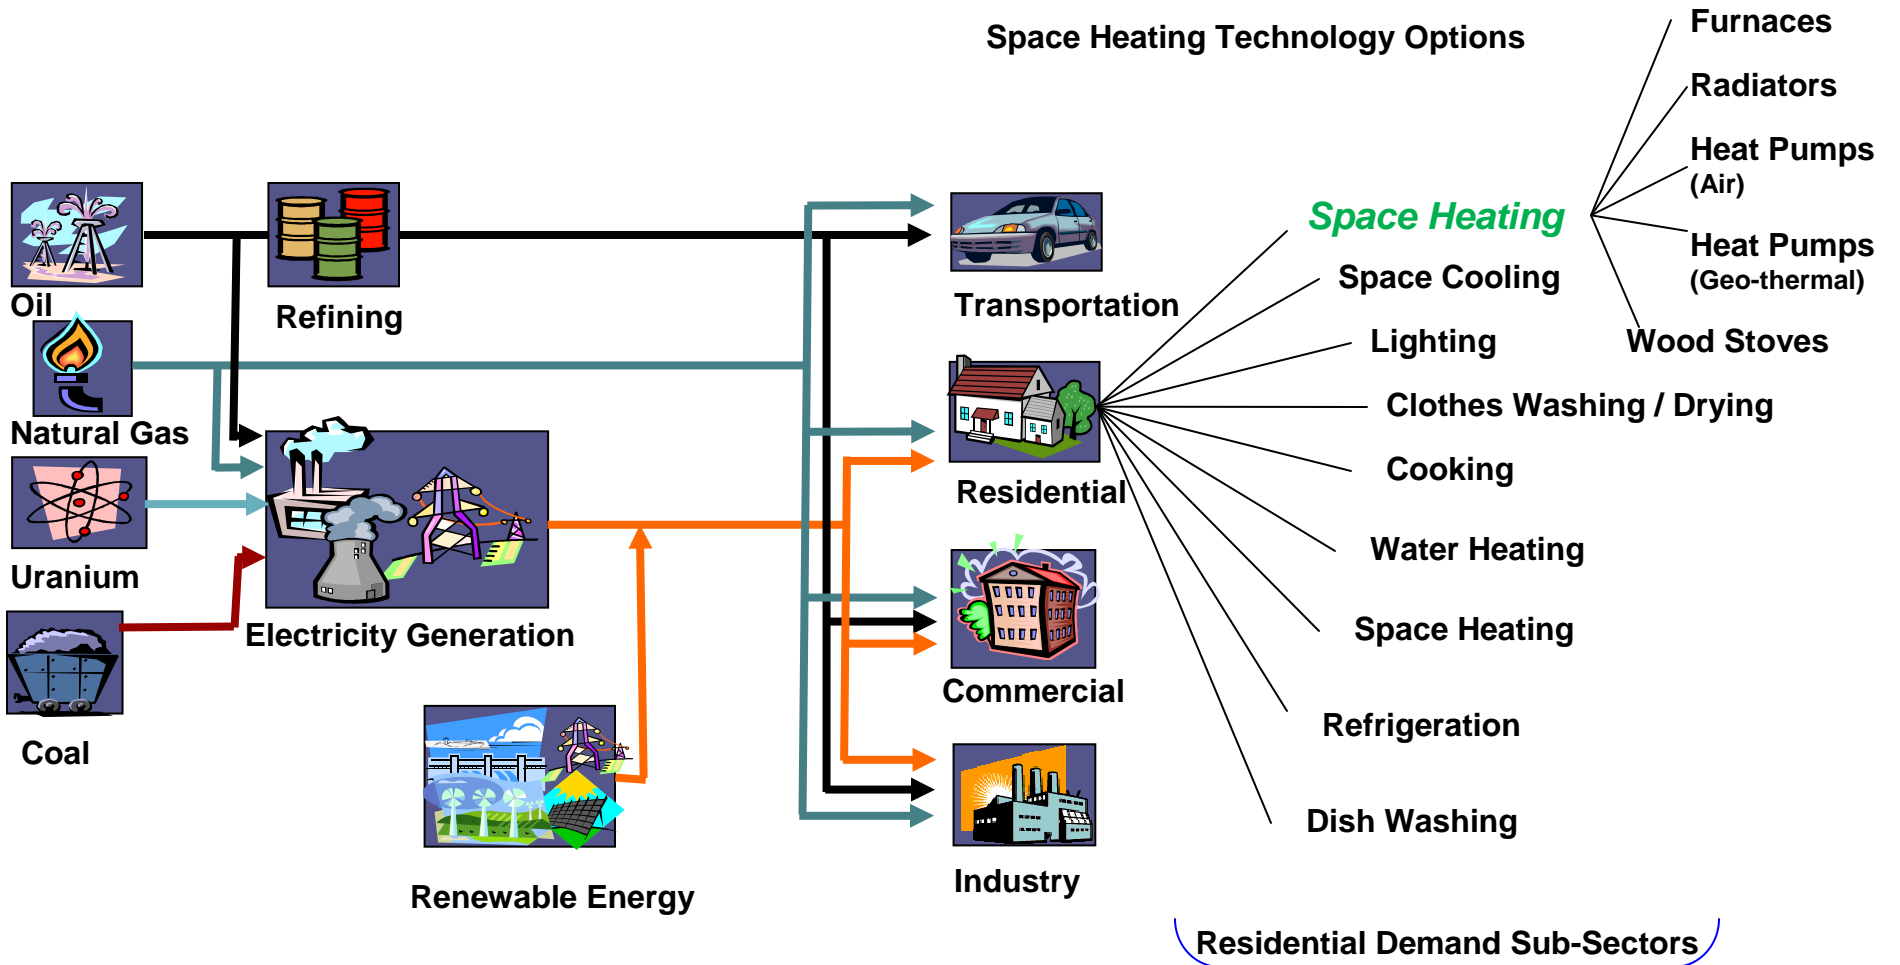 Space Heating Technology Options
Furnaces
Radiators
Heat Pumps
(Air)
Heat Pumps
(Geo-thermal)
Wood Stoves
Oil
Refining
Natural Gas
Uranium
Electricity Generation
Coal
Renewable Energy
Transportation
Residential
Commercial
Industry
Space Heating
Space Cooling
Lighting
Clothes Washing / Drying
Cooking
Water Heating
Space Heating
Refrigeration
Dish Washing
Residential Demand Sub-Sectors